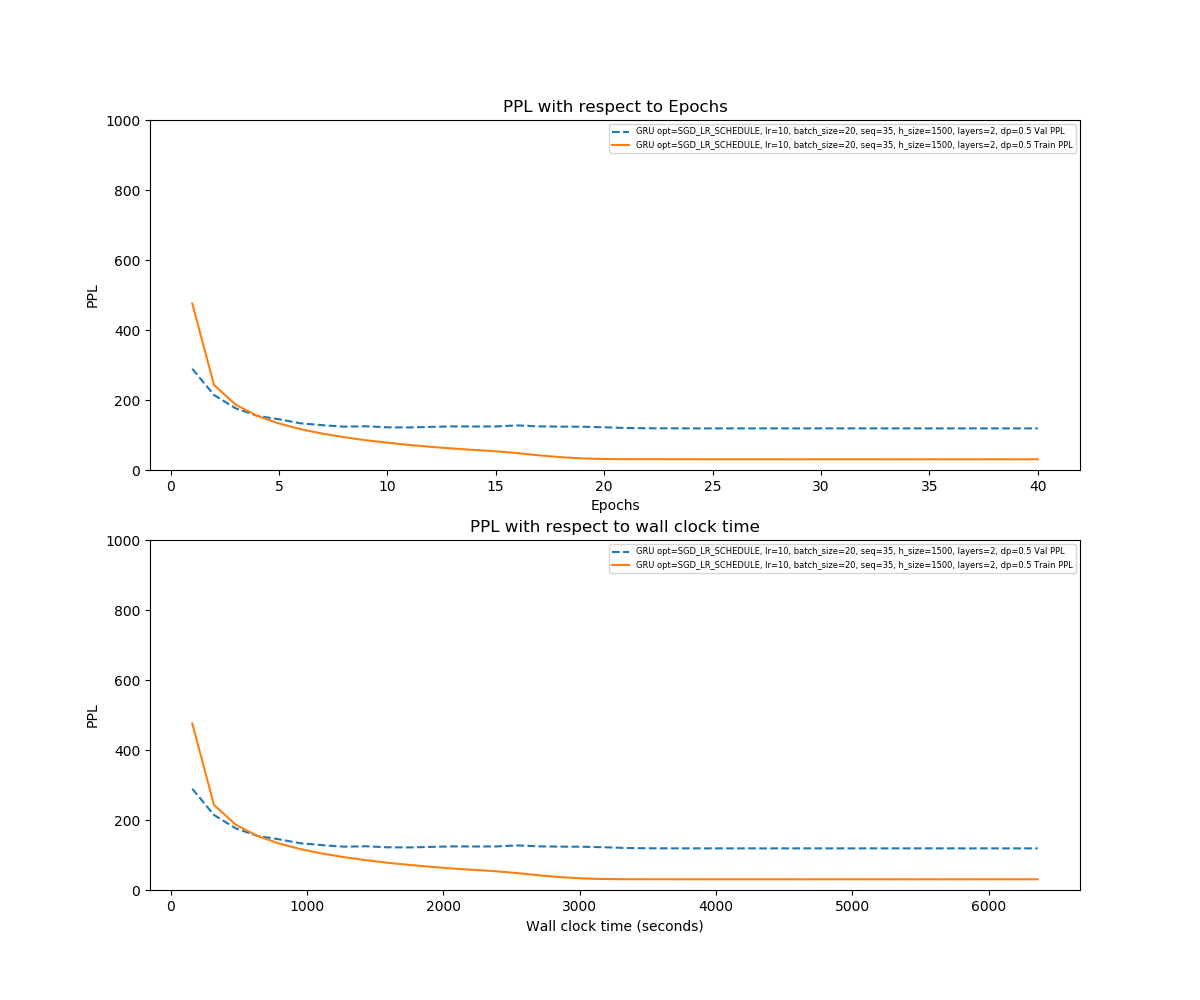 PPL with respect to Epochs
1000
800
600
400
200
0
PPL
GRU opt=SGD_LR_SCHEDULE, lr=10, batch_size=20, seq=35, h_size=1500, layers=2, dp=0.5 Val PPL
GRU opt=SGD_LR_SCHEDULE, lr=10, batch_size=20, seq=35, h_size=1500, layers=2, dp=0.5 Train PPL
0 5 10 15 20 25 30 35 40
Epochs
PPL with respect to wall clock time
1000
800
600
400
200
0
PPL
GRU opt=SGD_LR_SCHEDULE, lr=10, batch_size=20, seq=35, h_size=1500, layers=2, dp=0.5 Val PPL
GRU opt=SGD_LR_SCHEDULE, lr=10, batch_size=20, seq=35, h_size=1500, layers=2, dp=0.5 Train PPL
0 1000 2000 3000 4000 5000 6000
Wall clock time (seconds)